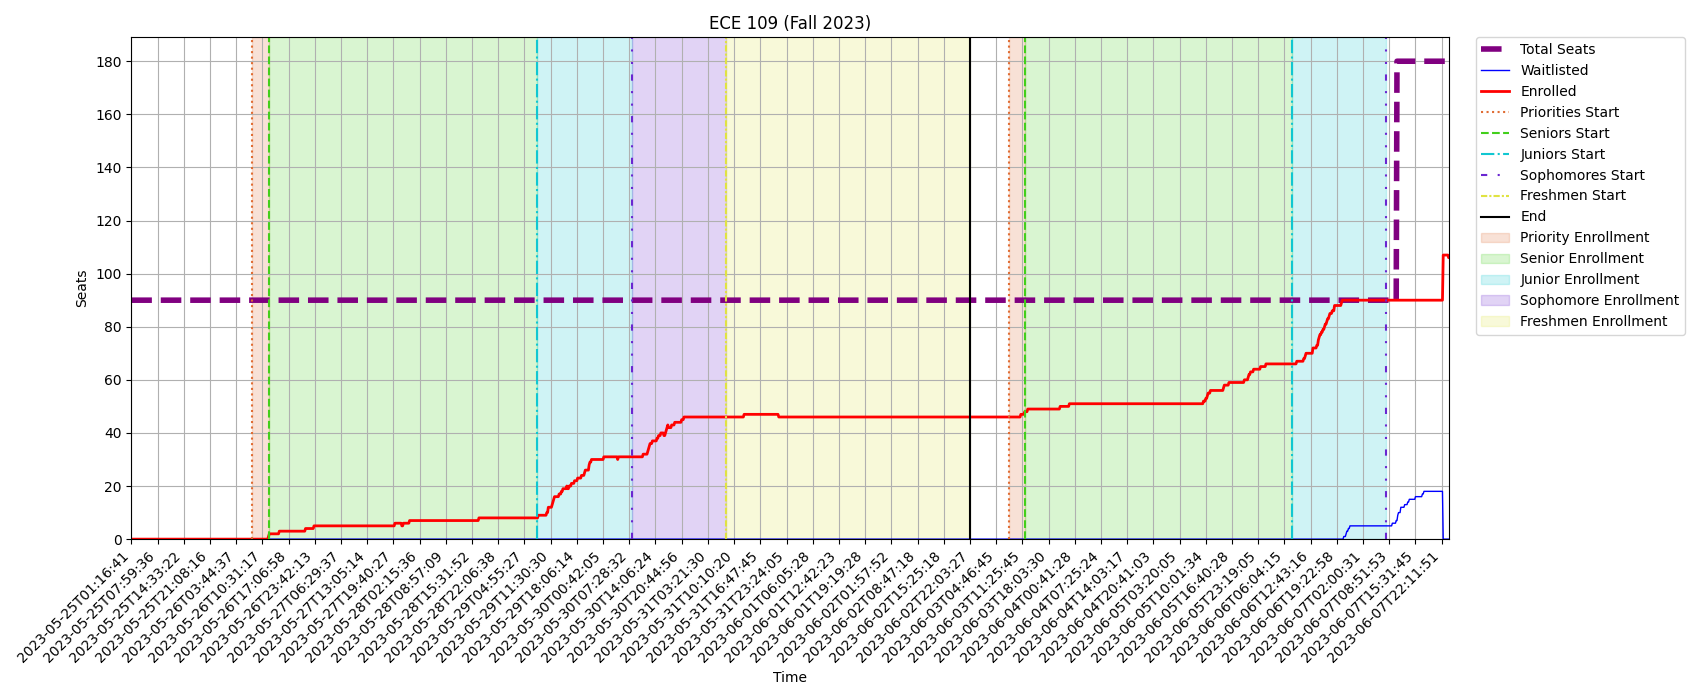 ECE 109 (Fall 2023)
Seats
180
160
140
120
100
80
60
40
20
0
2023-05-25T01:16:41
2023-05-25T07:59:36
2023-05-25T14:33:22
2023-05-25T21:08:16
2023-05-26T03:44:37
2023-05-26T10:31:17
2023-05-26T17:06:58
2023-05-26T23:42:13
2023-05-27T06:29:37
2023-05-27T13:05:14
2023-05-27T19:40:27
2023-05-28T02:15:36
2023-05-28T08:57:09
2023-05-28T15:31:52
2023-05-28T22:06:38
2023-05-29T04:55:27
2023-05-29T11:30:30
2023-05-29T18:06:14
2023-05-30T00:42:05
2023-05-30T07:28:32
2023-05-30T14:06:24
2023-05-30T20:44:56
2023-05-31T03:21:30
2023-05-31T10:10:20
2023-05-31T16:47:45
2023-05-31T23:24:05
2023-06-01T06:05:28
2023-06-01T12:42:23
2023-06-01T19:19:28
2023-06-02T01:57:52
2023-06-02T08:47:18
2023-06-02T15:25:18
2023-06-02T22:03:27
2023-06-03T04:46:45
2023-06-03T11:25:45
2023-06-03T18:03:30
2023-06-04T00:41:28
2023-06-04T07:25:24
2023-06-04T14:03:17
2023-06-04T20:41:03
2023-06-05T03:20:05
2023-06-05T10:01:34
2023-06-05T16:40:28
2023-06-05T23:19:05
2023-06-06T06:04:15
2023-06-06T12:43:16
2023-06-06T19:22:58
2023-06-07T02:00:31
2023-06-07T08:51:53
2023-06-07T15:31:45
2023-06-07T22:11:51
Time
Total Seats
Waitlisted
Enrolled
Priorities Start
Seniors Start
Juniors Start
Sophomores Start
Freshmen Start
End
Priority Enrollment
Senior Enrollment
Junior Enrollment
Sophomore Enrollment
Freshmen Enrollment